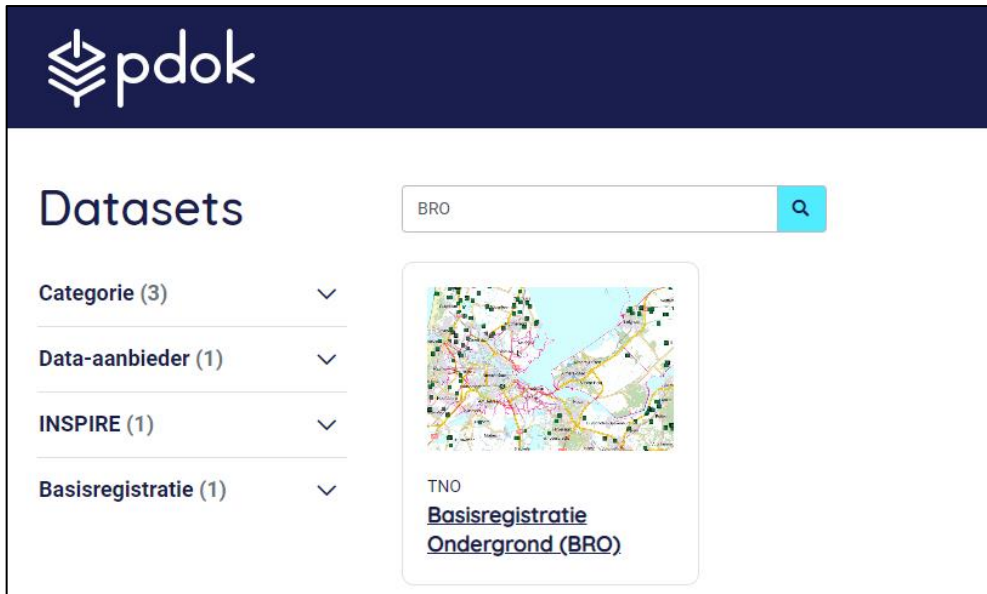 pdok
Datasets
BRO
Categorie (3)
Data-aanbieder (1)
INSPIRE (1)
Basisregistratie (1)
TNO
Basisregistratie
Ondergrond (BRO)